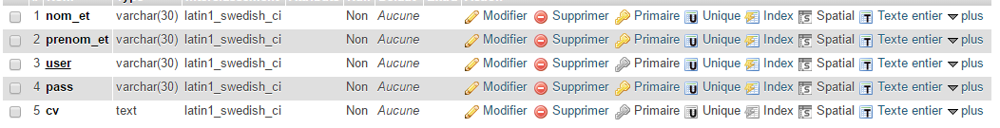 1 nom_et varchar(30) latin1_swedish_ci Non Aucune Modifier Supprimer Primaire Unique Index Spatial Texte entier plus
2 prenom_et varchar(30) latin1_swedish_ci Non Aucune Modifier Supprimer Primaire Unique Index Spatial Texte entier plus
3 user varchar(30) latin1_swedish_ci Non Aucune Modifier Supprimer Primaire Unique Index Spatial Texte entier plus
4 pass varchar(30) latin1_swedish_ci Non Aucune Modifier Supprimer Primaire Unique Index Spatial Texte entier plus
5 cv text latin1_swedish_ci Non Aucune Modifier Supprimer Primaire Unique Index Spatial Texte entier plus